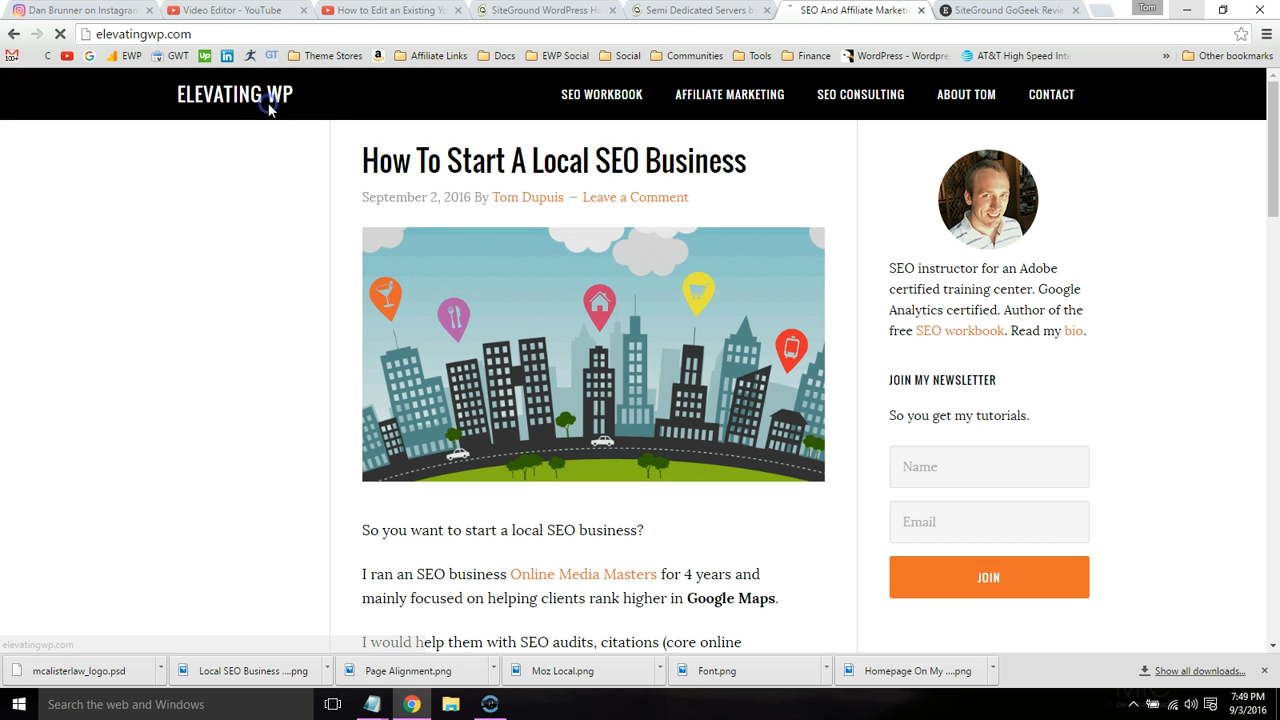 Dan Brunner on Instagram
Video Editor - YouTube
How to Edit an Existing Yo
SiteGround WordPress Ho
Semi Dedicated Servers by
SEO And Affiliate Marketi
SiteGround GoGeek Revie
Tom
elevatingwp.com
100+
C
EWP
GWT
Up
in
GT
Theme Stores
a
Affiliate Links
Docs
EWP Social
Social
Communities
Tools
Finance
WordPress - Wordpre
AT&T High Speed Inte
»
Other bookmarks
ELEVATING WP
SEO WORKBOOK
AFFILIATE MARKETING
SEO CONSULTING
ABOUT TOM
CONTACT
How To Start A Local SEO Business
September 2, 2016 By Tom Dupuis — Leave a Comment
So you want to start a local SEO business?
I ran an SEO business Online Media Masters for 4 years and
mainly focused on helping clients rank higher in Google Maps.
I would help them with SEO audits, citations (core online
SEO instructor for an Adobe
certified training center. Google
Analytics certified. Author of the
free SEO workbook. Read my bio.
JOIN MY NEWSLETTER
So you get my tutorials.
Name
Email
JOIN
elevatingwp.com
mcalisterlaw_logo.psd
Local SEO Business ....png
Page Alignment.png
Moz Local.png
Font.png
Homepage On My ....png
Show all downloads...
Search the web and Windows
7:49 PM
9/3/2016